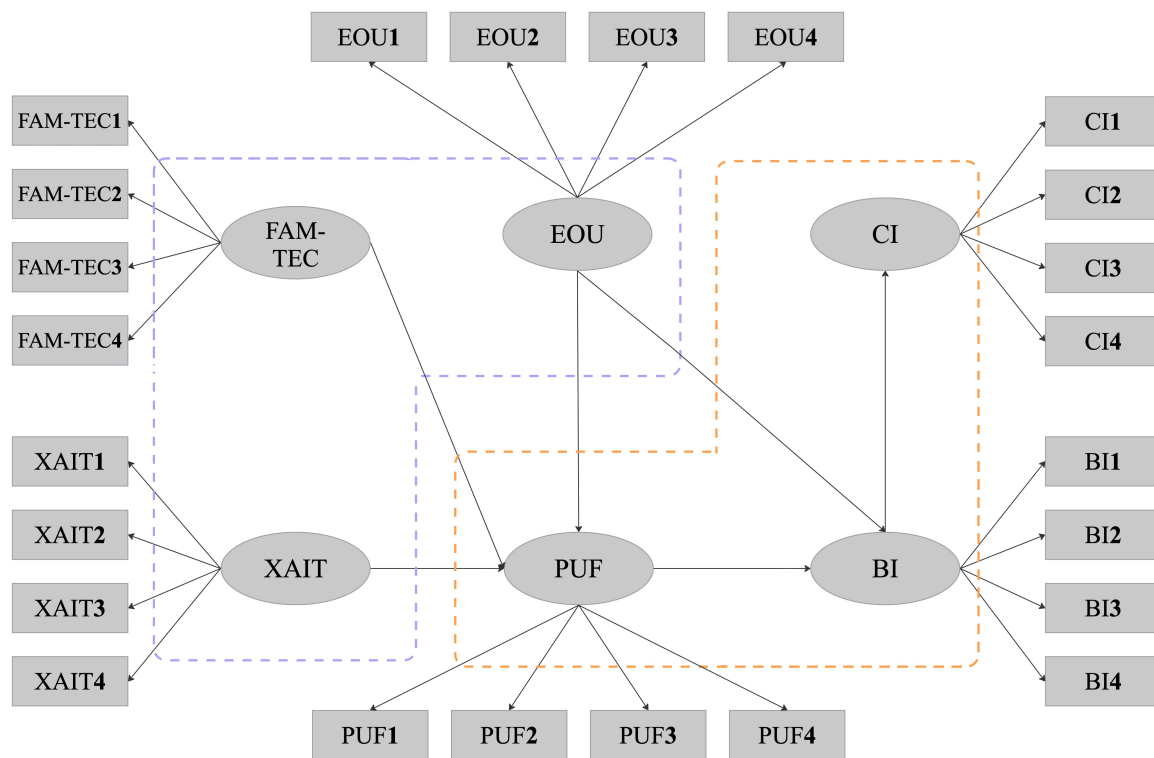 EOU1
EOU2
EOU3
EOU4
FAM-TEC1
FAM-TEC2
FAM-TEC3
FAM-TEC4
CI1
CI2
CI3
CI4
FAM-
TEC
EOU
CI
XAIT1
XAIT2
XAIT3
XAIT4
XAIT
PUF
BI
BI1
BI2
BI3
BI4
PUF1
PUF2
PUF3
PUF4